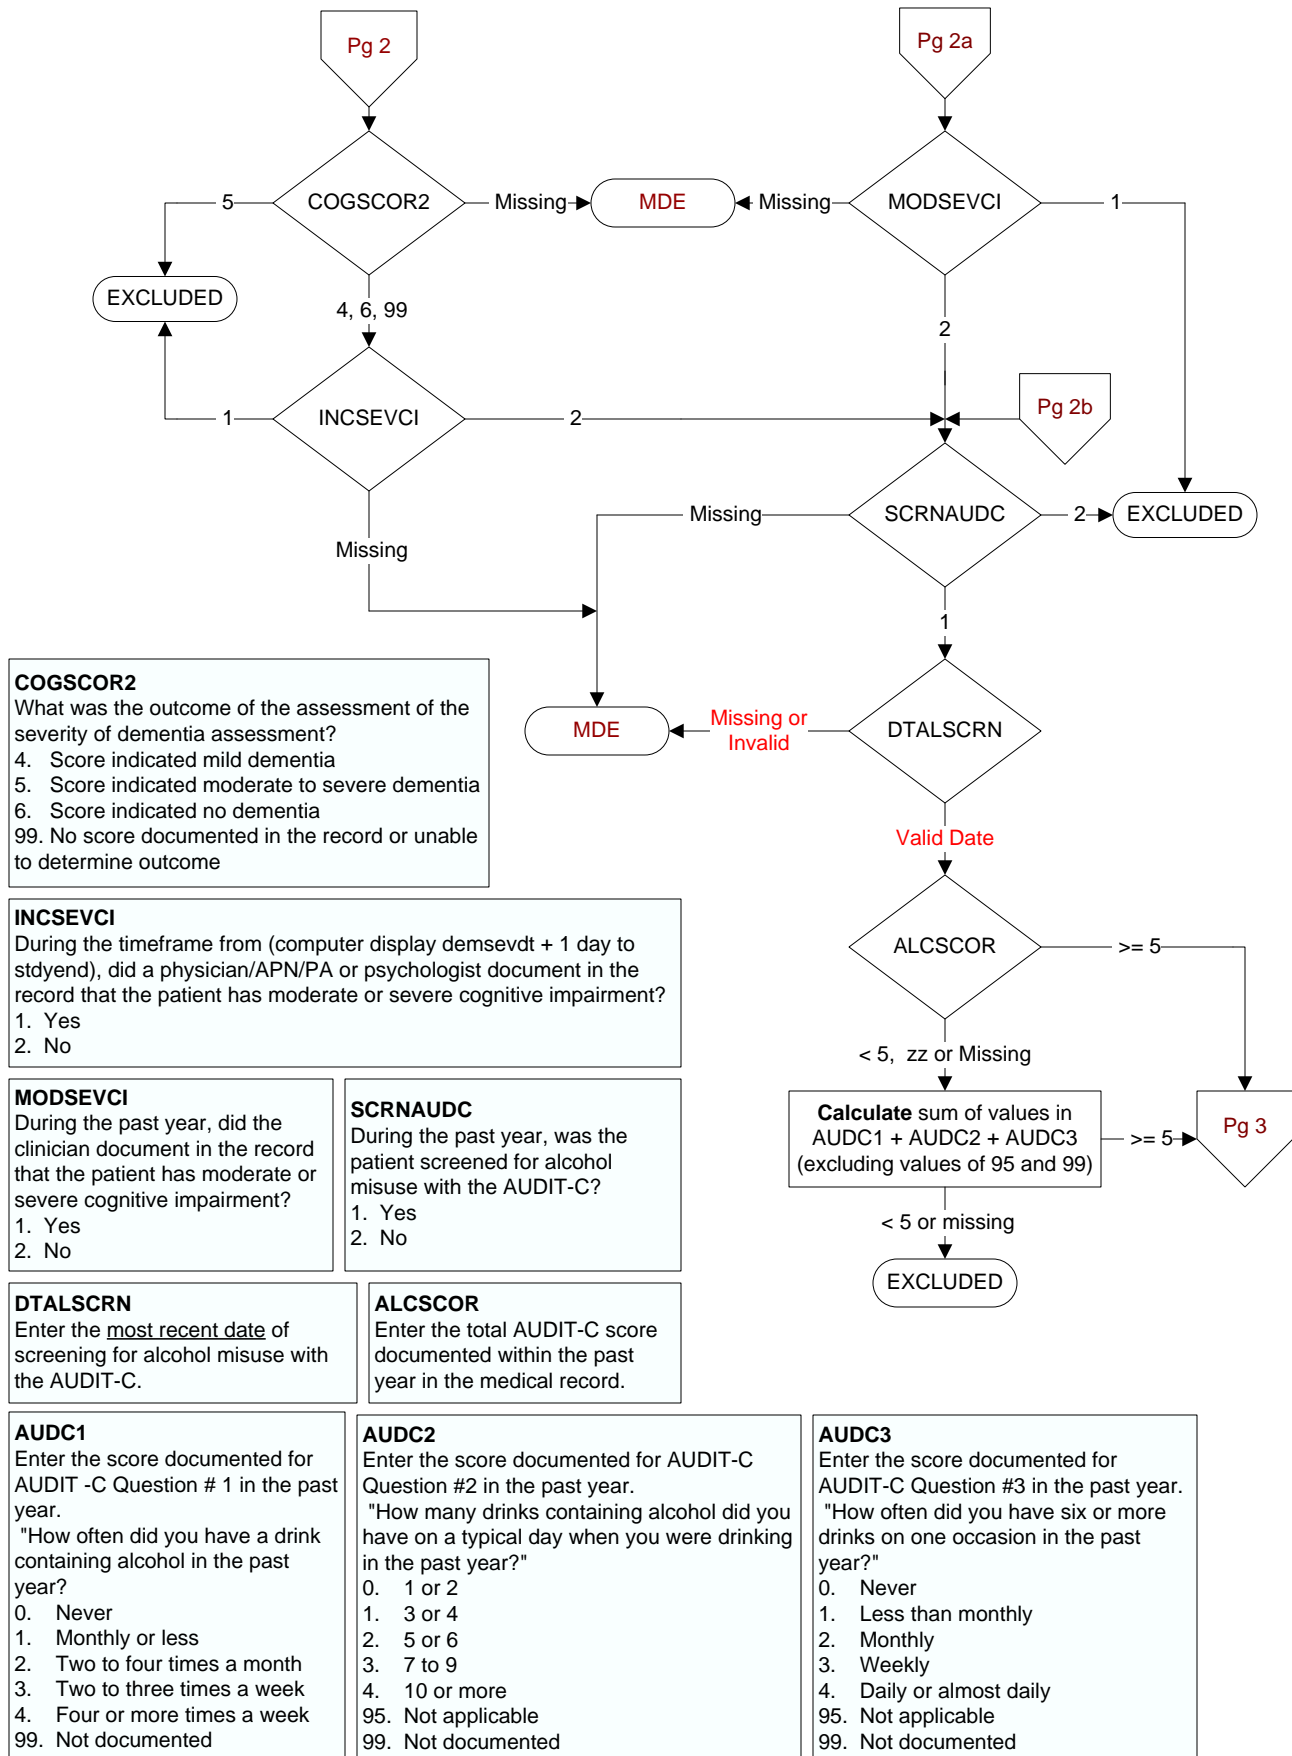 Pg 2
Pg 2a
COGSCOR2
Missing
MDE
Missing
MODSEVCI
1
5
EXCLUDED
4, 6, 99
2
INCSEVCI
1
2
Pg 2b
Missing
SCRNAUDC
2
EXCLUDED
Missing
1
MDE
Missing or
Invalid
DTALSCRN
Valid Date
ALCSCOR
>= 5
< 5, zz or Missing
Calculate sum of values in
AUDC1 + AUDC2 + AUDC3
(excluding values of 95 and 99)
>= 5
Pg 3
< 5 or missing
EXCLUDED
COGSCOR2
What was the outcome of the assessment of the
severity of dementia assessment?
4. Score indicated mild dementia
5. Score indicated moderate to severe dementia
6. Score indicated no dementia
99. No score documented in the record or unable
to determine outcome
INCSEVCI
During the timeframe from (computer display demsevdt + 1 day to
stdyend), did a physician/APN/PA or psychologist document in the
record that the patient has moderate or severe cognitive impairment?
1. Yes
2. No
MODSEVCI
During the past year, did the
clinician document in the record
that the patient has moderate or
severe cognitive impairment?
1. Yes
2. No
SCRNAUDC
During the past year, was the
patient screened for alcohol
misuse with the AUDIT-C?
1. Yes
2. No
DTALSCRN
Enter the most recent date of
screening for alcohol misuse with
the AUDIT-C.
ALCSCOR
Enter the total AUDIT-C score
documented within the past
year in the medical record.
AUDC1
Enter the score documented for
AUDIT -C Question # 1 in the past
year.
"How often did you have a drink
containing alcohol in the past
year?
0. Never
1. Monthly or less
2. Two to four times a month
3. Two to three times a week
4. Four or more times a week
99. Not documented
AUDC2
Enter the score documented for AUDIT-C
Question #2 in the past year.
"How many drinks containing alcohol did you
have on a typical day when you were drinking
in the past year?"
0. 1 or 2
1. 3 or 4
2. 5 or 6
3. 7 to 9
4. 10 or more
95. Not applicable
99. Not documented
AUDC3
Enter the score documented for
AUDIT-C Question #3 in the past year.
"How often did you have six or more
drinks on one occasion in the past
year?"
0. Never
1. Less than monthly
2. Monthly
3. Weekly
4. Daily or almost daily
95. Not applicable
99. Not documented